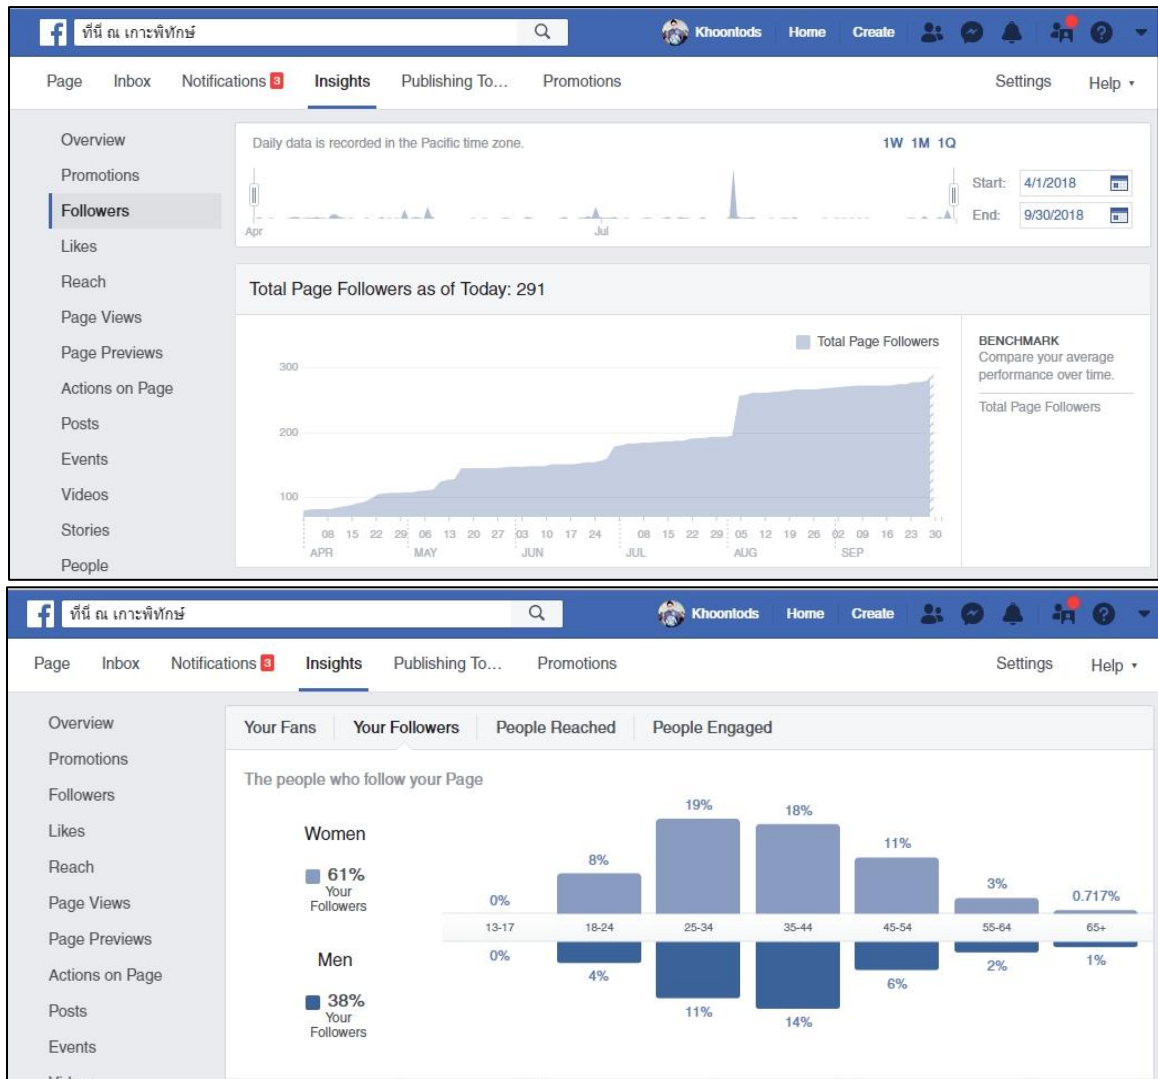 ที่นี่ ณ เกาะพิทักษ์
Khoontods Home Create
Page Inbox Notifications 3 Insights Publishing To... Promotions Settings Help
Overview
Promotions
Followers
Likes
Reach
Page Views
Page Previews
Actions on Page
Posts
Events
Videos
Stories
People
Daily data is recorded in the Pacific time zone.
1W 1M 1Q
Apr Jul
Start: 4/1/2018
End: 9/30/2018
Total Page Followers as of Today: 291
Total Page Followers
300
200
100
08 15 22 29 06 13 20 27 03 10 17 24 08 15 22 29 05 12 19 26 02 09 16 23 30
APR MAY JUN JUL AUG SEP
BENCHMARK
Compare your average
performance over time.
Total Page Followers
ที่นี่ ณ เกาะพิทักษ์
Khoontods Home Create
Page Inbox Notifications 3 Insights Publishing To... Promotions Settings Help
Overview
Promotions
Followers
Likes
Reach
Page Views
Page Previews
Actions on Page
Posts
Events
Your Fans Your Followers People Reached People Engaged
The people who follow your Page
Women
61%
Your
Followers
0% 8% 19% 18% 11% 3% 0.717%
13-17 18-24 25-34 35-44 45-54 55-64 65+
Men
38%
Your
Followers
0% 4% 11% 14% 6% 2% 1%